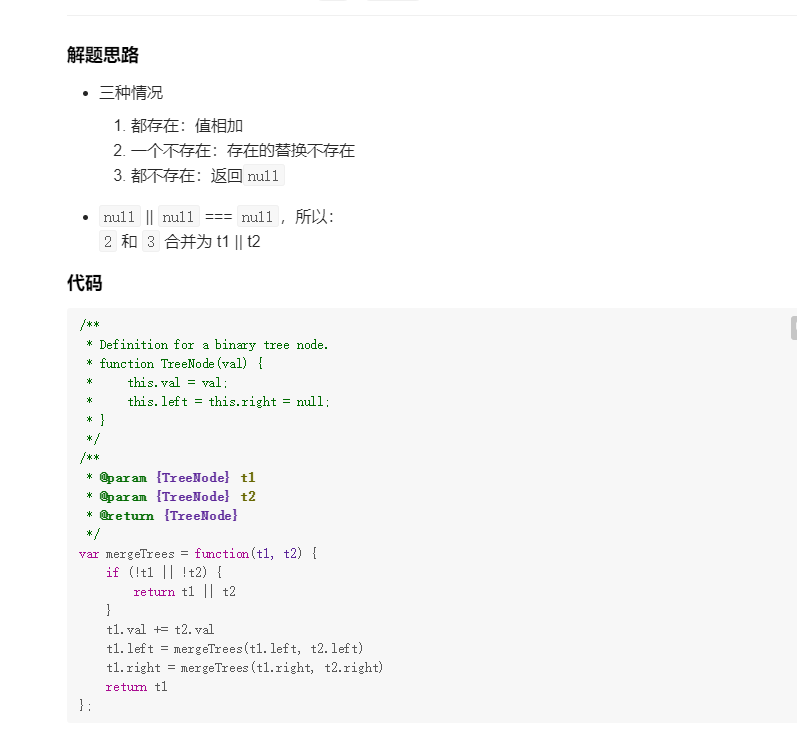 解题思路
• 三种情况
1. 都存在：值相加
2. 一个不存在：存在的替换不存在
3. 都不存在：返回 null
• null || null === null，所以：
2 和 3 合并为 t1 || t2
代码
/**
 * Definition for a binary tree node.
 * function TreeNode(val) {
 *     this.val = val;
 *     this.left = this.right = null;
 * }
 */
/**
 * @param {TreeNode} t1
 * @param {TreeNode} t2
 * @return {TreeNode}
 */
var mergeTrees = function(t1, t2) {
    if (!t1 || !t2) {
        return t1 || t2
    }
    t1.val += t2.val
    t1.left = mergeTrees(t1.left, t2.left)
    t1.right = mergeTrees(t1.right, t2.right)
    return t1
};